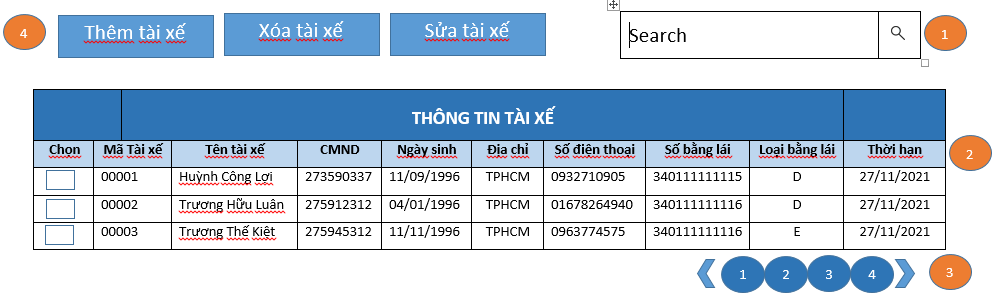 4 Thêm tài xế Xóa tài xế Sửa tài xế Search 1
THÔNG TIN TÀI XẾ
Chọn Mã Tài xế Tên tài xế CMND Ngày sinh Địa chỉ Số điện thoại Số bằng lái Loại bằng lái Thời hạn 2
00001 Huỳnh Công Lợi 273590337 11/09/1996 TPHCM 0932710905 340111111115 D 27/11/2021
00002 Trương Hữu Luân 275912312 04/01/1996 TPHCM 01678264940 340111111116 D 27/11/2021
00003 Trương Thế Kiệt 275945312 11/11/1996 TPHCM 0963774575 340111111116 E 27/11/2021
1 2 3 4 3